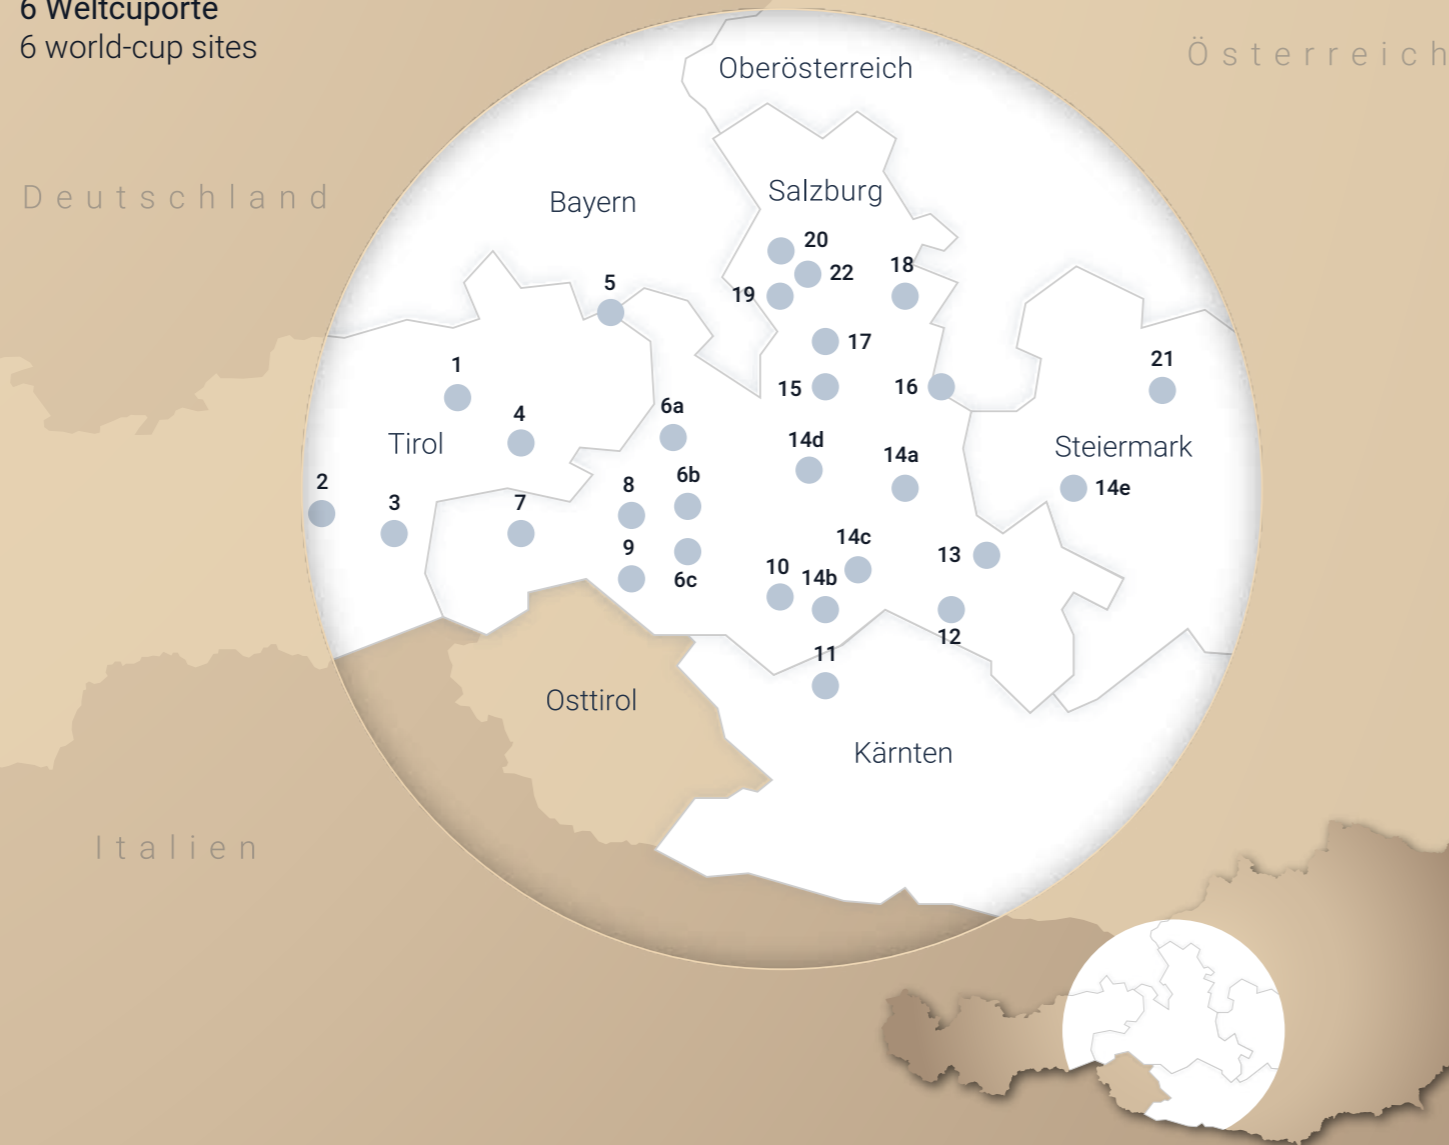 6 Weltcuporte
6 world-cup sites
Österreich
Oberösterreich
Deutschland
Bayern
Salzburg
20
22
18
5
19
17
1
21
15
16
6a
4
Tirol
14d
Steiermark
14a
6b
2
8
14e
3
7
14c
9
13
10
14b
6c
12
11
Osttirol
Kärnten
Italien